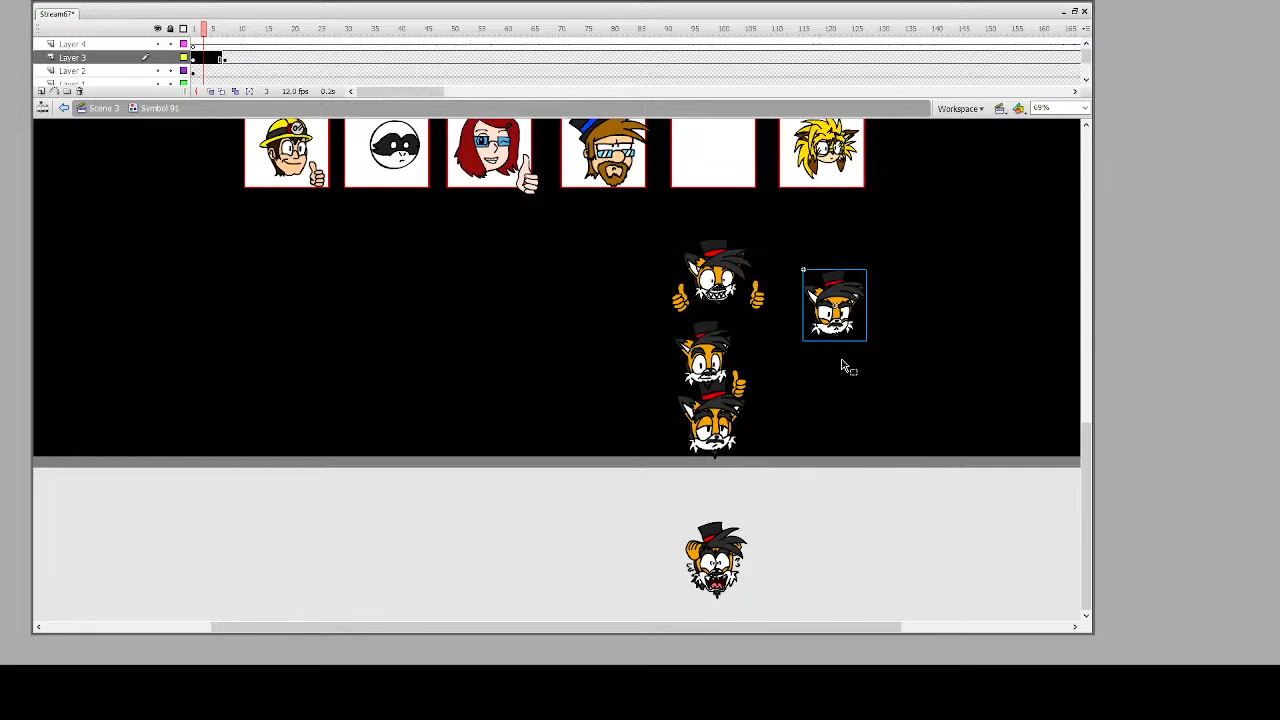 Stream67*
1 5 10 15 20 25 30 35 40 45 50 55 60 65 70 75 80 85 90 95 100 105 110 115 120 125 130 135 140 145 150 155 160 165
Layer 4
Layer 3
Layer 2
3 12.0 fps 0.2s
Scene 3 Symbol 91 Workspace 69%